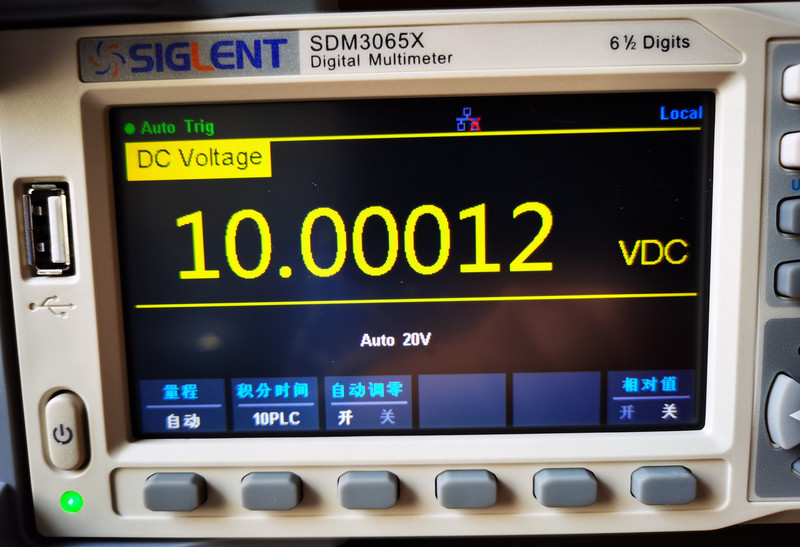 SIGLENT
SDM3065X
Digital Multimeter
6 ½ Digits
Auto Trig
Local
DC Voltage
10.00012
VDC
Auto 20V
量程
自动
积分时间
10PLC
自动调零
开 关
相对值
开 关